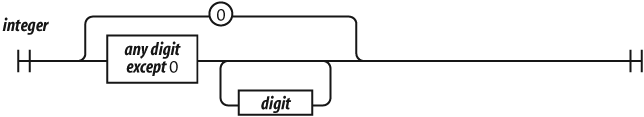 0
integer
any digit
except 0
digit